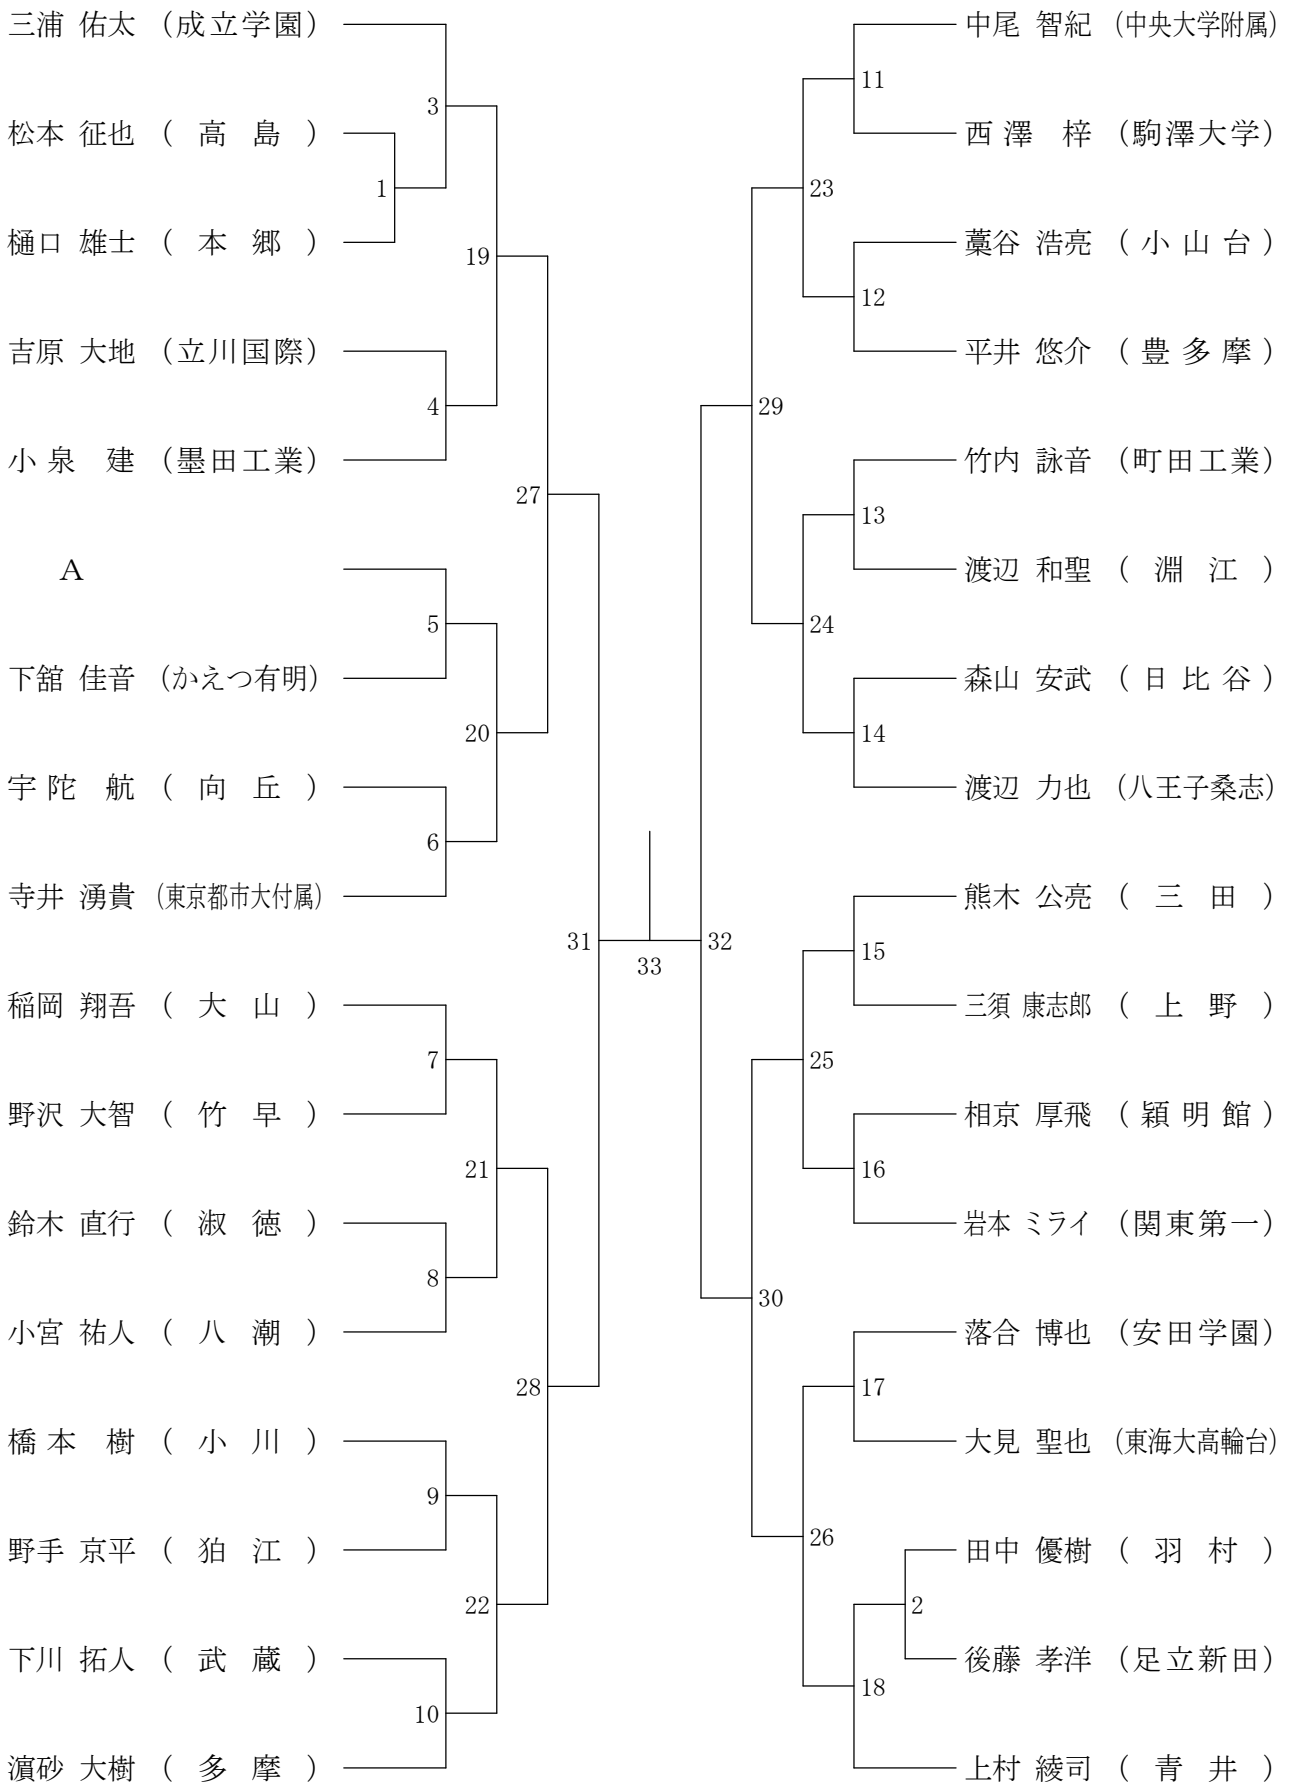 三浦 佑太 (成立学園)
3
松本 征也 ( 高 島 )
1
樋口 雄士 ( 本 郷 )
19
吉原 大地 (立川国際)
4
小泉 建 (墨田工業)
27
A
5
下舘 佳音 (かえつ有明)
20
宇陀 航 ( 向 丘 )
6
寺井 湧貴 (東京都市大付属)
31
稲岡 翔吾 ( 大 山 )
7
野沢 大智 ( 竹 早 )
21
鈴木 直行 ( 淑 徳 )
8
小宮 祐人 ( 八 潮 )
28
橋本 樹 ( 小 川 )
9
野手 京平 ( 狛 江 )
22
下川 拓人 ( 武 蔵 )
10
濵砂 大樹 ( 多 摩 )
33
中尾 智紀 (中央大学附属)
11
西澤 梓 (駒澤大学)
23
藁谷 浩亮 ( 小 山 台 )
12
平井 悠介 ( 豊 多 摩 )
29
竹内 詠音 (町田工業)
13
渡辺 和聖 ( 淵 江 )
24
森山 安武 ( 日 比 谷 )
14
渡辺 力也 (八王子桑志)
熊木 公亮 ( 三 田 )
32
15
三須 康志郎 ( 上 野 )
25
相京 厚飛 ( 穎 明 館 )
16
岩本 ミライ (関東第一)
30
落合 博也 (安田学園)
17
大見 聖也 (東海大高輪台)
26
田中 優樹 ( 羽 村 )
2
後藤 孝洋 (足立新田)
18
上村 綾司 ( 青 井 )